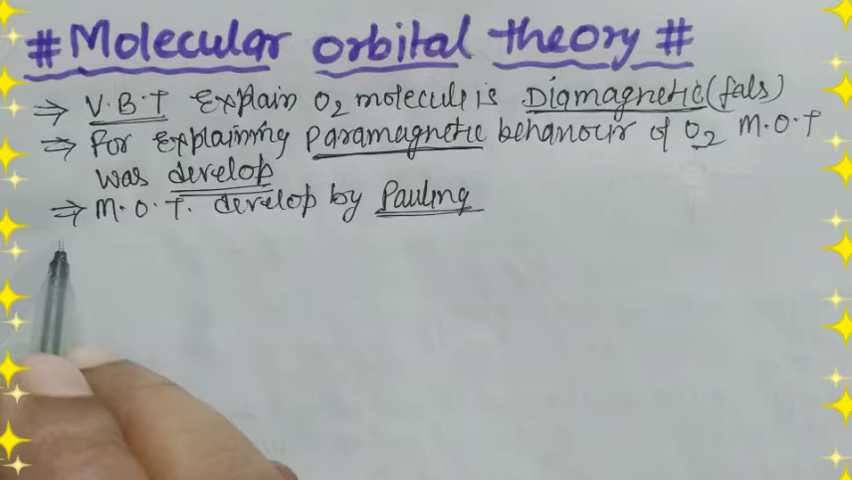 # Molecular orbital theory #
⇒ V.B.T Explain O2 molecule is Diamagnetic (fals)
⇒ For Explaining Paramagnetic behaviour of O2 M.O.T
was develop
⇒ M.O.T. develop by Pauling